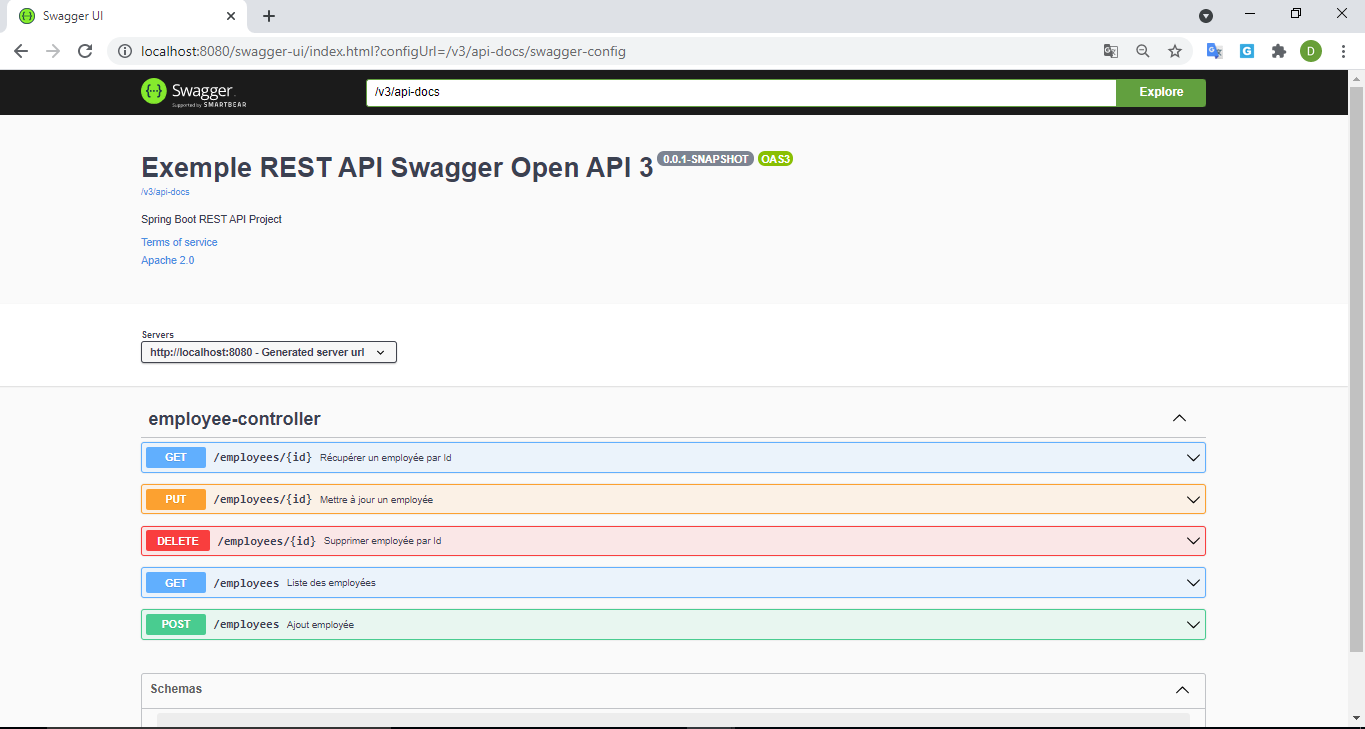 Swagger UI
localhost:8080/swagger-ui/index.html?configUrl=/v3/api-docs/swagger-config
G
D
Swagger
Supported by SMARTBEAR
/v3/api-docs
Explore
Exemple REST API Swagger Open API 3 0.0.1-SNAPSHOT OAS3
/v3/api-docs
Spring Boot REST API Project
Terms of service
Apache 2.0
Servers
http://localhost:8080 - Generated server url
employee-controller
GET /employees/{id} Récupérer un employée par Id
PUT /employees/{id} Mettre à jour un employée
DELETE /employees/{id} Supprimer employée par Id
GET /employees Liste des employées
POST /employees Ajout employée
Schemas